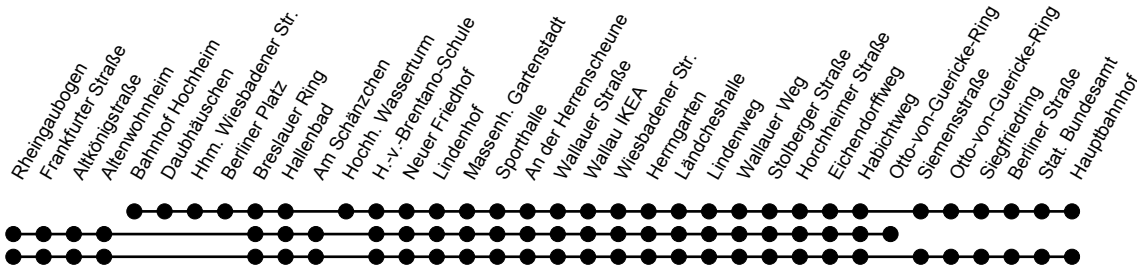 Rheingaubogen
Frankfurter Straße
Altkönigstraße
Altenwohnheim
Bahnhof Hochheim
Daubhäuschen
Hhm. Wiesbadener Str.
Berliner Platz
Breslauer Ring
Hallenbad
Am Schänzchen
Hochh. Wasserturm
H.-v.-Brentano-Schule
Neuer Friedhof
Lindenhof
Massenh. Gartenstadt
Sporthalle
An der Herrenscheune
Wallauer Straße
Wallau IKEA
Wiesbadener Str.
Herrngarten
Ländcheshalle
Lindenweg
Wallauer Weg
Stolberger Straße
Horchheimer Straße
Eichendorffweg
Habichtweg
Otto-von-Guericke-Ring
Siemensstraße
Otto-von-Guericke-Ring
Siegfriedring
Berliner Straße
Stat. Bundesamt
Hauptbahnhof